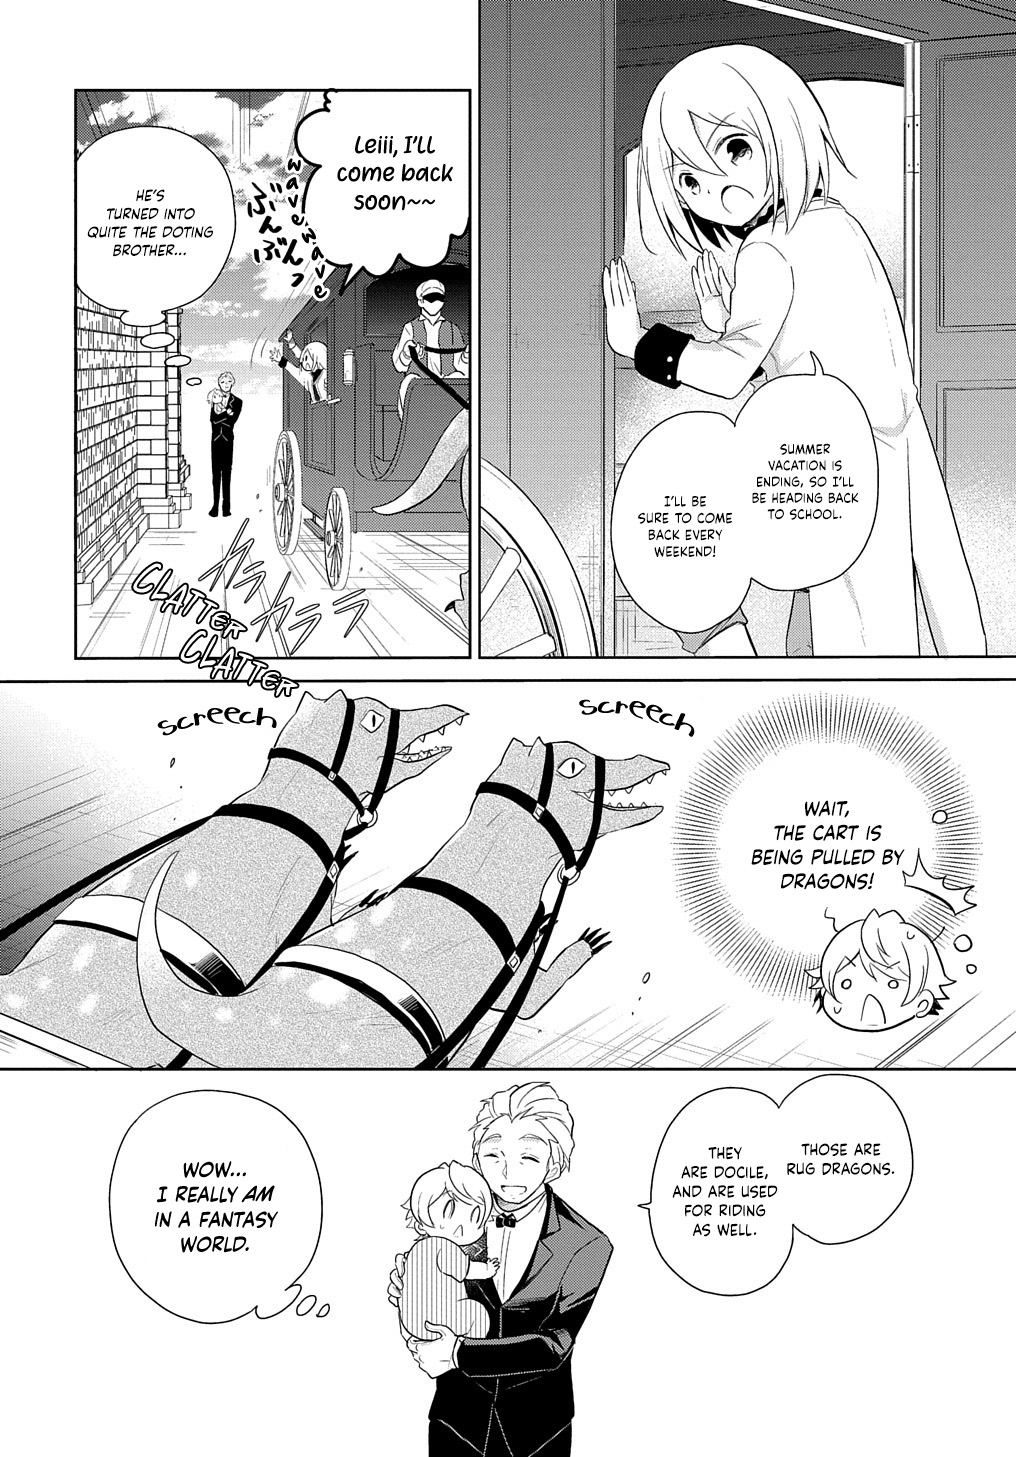 SUMMER
VACATION IS
ENDING, SO I'LL
BE HEADING BACK
TO SCHOOL.
I'LL BE
SURE TO COME
BACK EVERY
WEEKEND!
Leiii, I'll
come back
soon~~
wave wave
ぶんぶんっ
HE'S
TURNED INTO
QUITE THE DOTING
BROTHER...
ガラガララ
CLATTER
CLATTER
screech
screech
WAIT,
THE CART IS
BEING PULLED BY
DRAGONS!
THOSE ARE
RUG DRAGONS.
THEY
ARE DOCILE,
AND ARE USED
FOR RIDING
AS WELL.
WOW...
I REALLY AM
IN A FANTASY
WORLD.